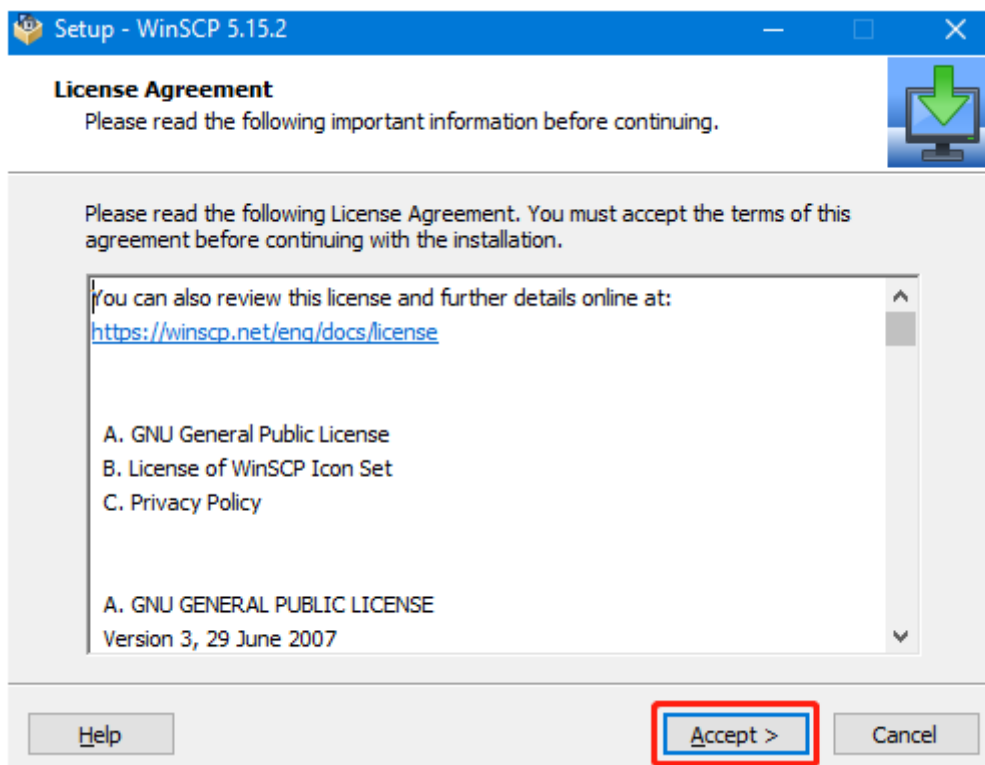 Setup - WinSCP 5.15.2
License Agreement
Please read the following important information before continuing.
Please read the following License Agreement. You must accept the terms of this
agreement before continuing with the installation.
You can also review this license and further details online at:
https://winscp.net/eng/docs/license
A. GNU General Public License
B. License of WinSCP Icon Set
C. Privacy Policy
A. GNU GENERAL PUBLIC LICENSE
Version 3, 29 June 2007
Help
Accept >
Cancel